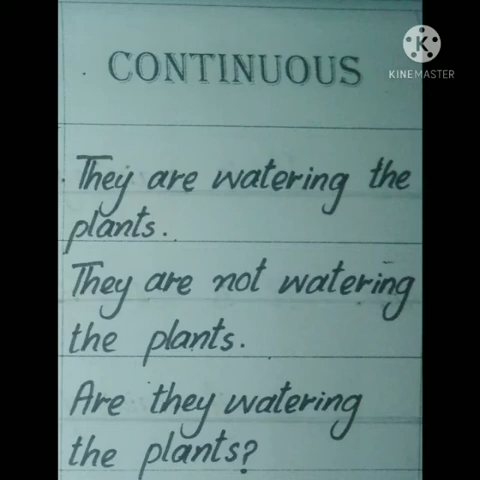 KINEMASTER
CONTINUOUS
They are watering the
plants.
They are not watering
the plants.
Are they watering
the plants?